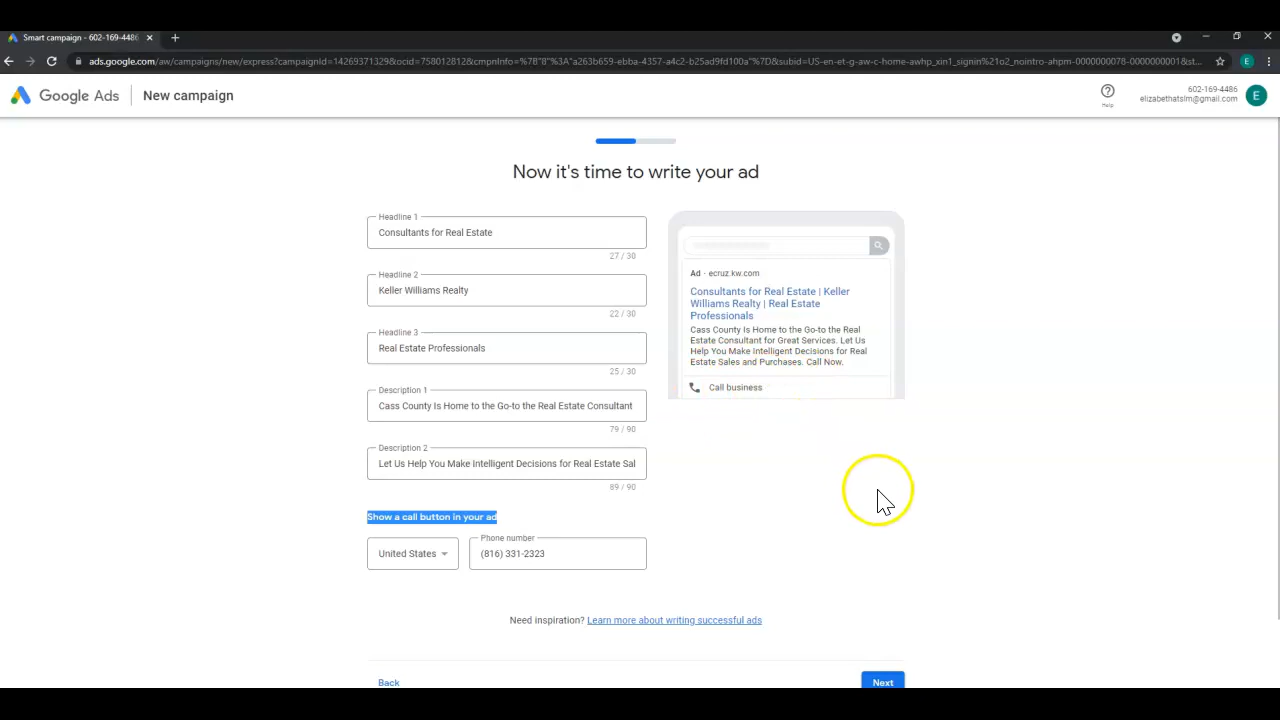 Smart campaign - 602-169-4486
ads.google.com/aw/campaigns/new/express?campaignId=14269371329&ocid=758012812&cmpnInfo=%7B"8"%3A"a263b659-ebba-4357-a4c2-b25ad9fd100a"%7D&subid=US-en-et-g-aw-c-home-awhp_xin1_signin%21o2_nointro-ahpm-0000000078-0000000001&st...
E
Google Ads
New campaign
Help
602-169-4486
elizabethatslm@gmail.com
E
Now it's time to write your ad
Headline 1
Consultants for Real Estate
27 / 30
Headline 2
Keller Williams Realty
22 / 30
Headline 3
Real Estate Professionals
25 / 30
Description 1
Cass County Is Home to the Go-to the Real Estate Consultant
79 / 90
Description 2
Let Us Help You Make Intelligent Decisions for Real Estate Sal
89 / 90
Show a call button in your ad
United States
Phone number
(816) 331-2323
Ad · ecruz.kw.com
Consultants for Real Estate | Keller
Williams Realty | Real Estate
Professionals
Cass County Is Home to the Go-to the Real
Estate Consultant for Great Services. Let Us
Help You Make Intelligent Decisions for Real
Estate Sales and Purchases. Call Now.
Call business
Need inspiration? Learn more about writing successful ads
Back
Next